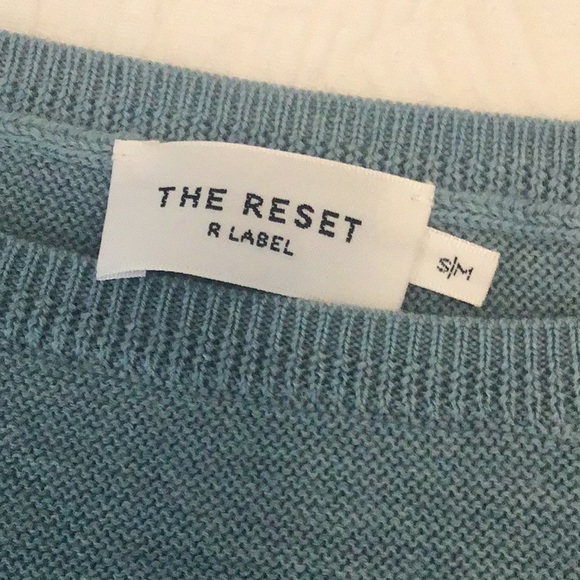 THE RESET
R LABEL
S/M